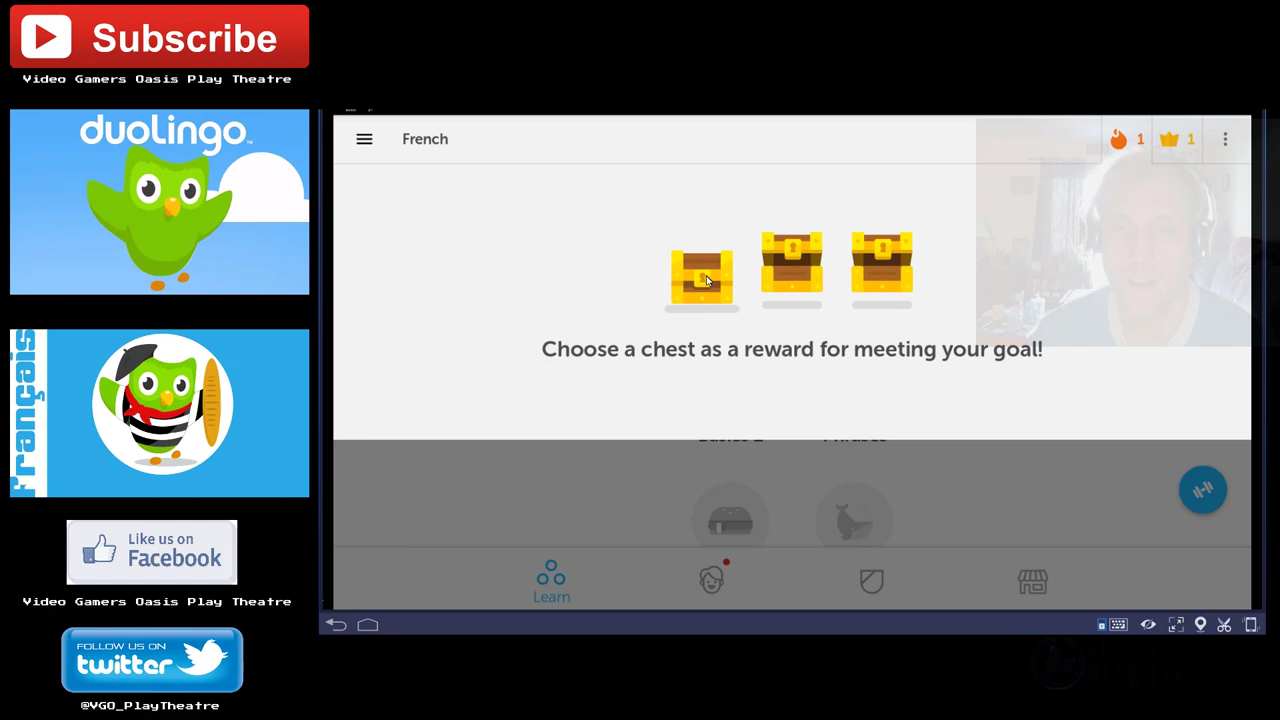 Subscribe
Video Gamers Oasis Play Theatre
duolingo
Français
Like us on
Facebook
Video Gamers Oasis Play Theatre
FOLLOW US ON
twitter
@VGO_PlayTheatre
French
1
1
Choose a chest as a reward for meeting your goal!
Learn